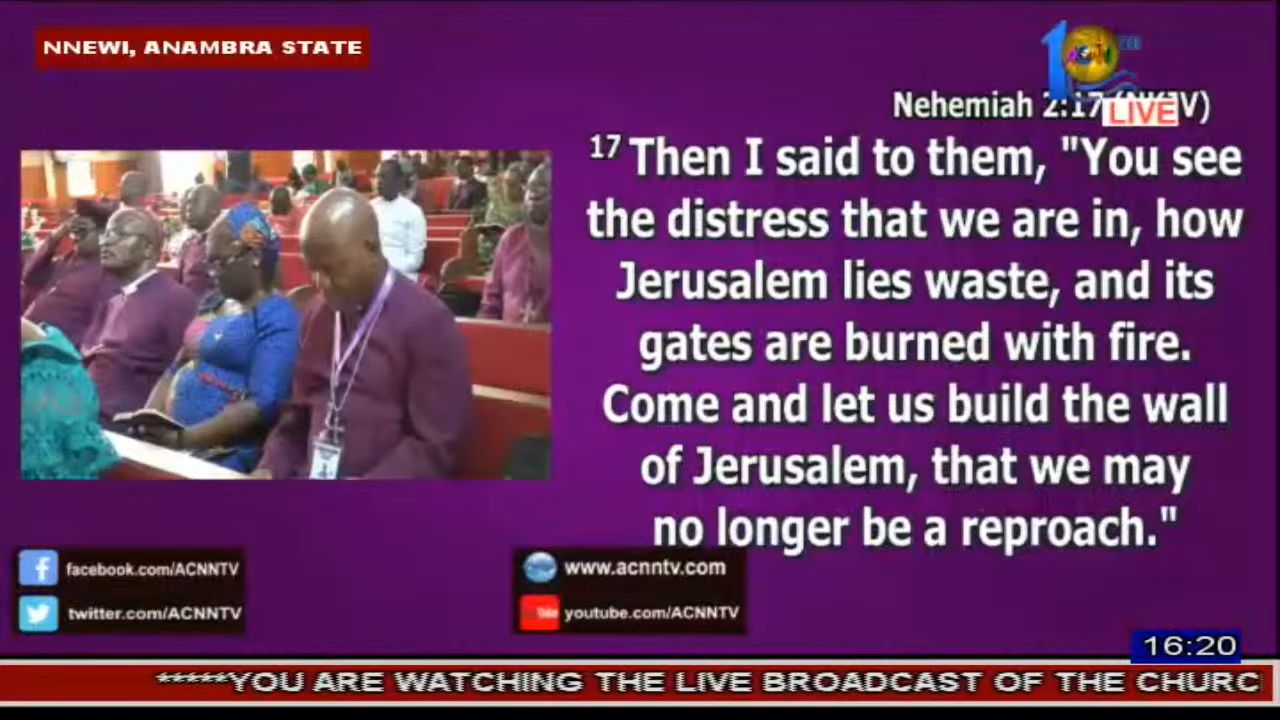 NNEWI, ANAMBRA STATE
Nehemiah 2:17 (NKJV)
LIVE
17 Then I said to them, "You see
the distress that we are in, how
Jerusalem lies waste, and its
gates are burned with fire.
Come and let us build the wall
of Jerusalem, that we may
no longer be a reproach."
facebook.com/ACNNTV
twitter.com/ACNNTV
www.acnntv.com
youtube.com/ACNNTV
16:20
*****YOU ARE WATCHING THE LIVE BROADCAST OF THE CHURC